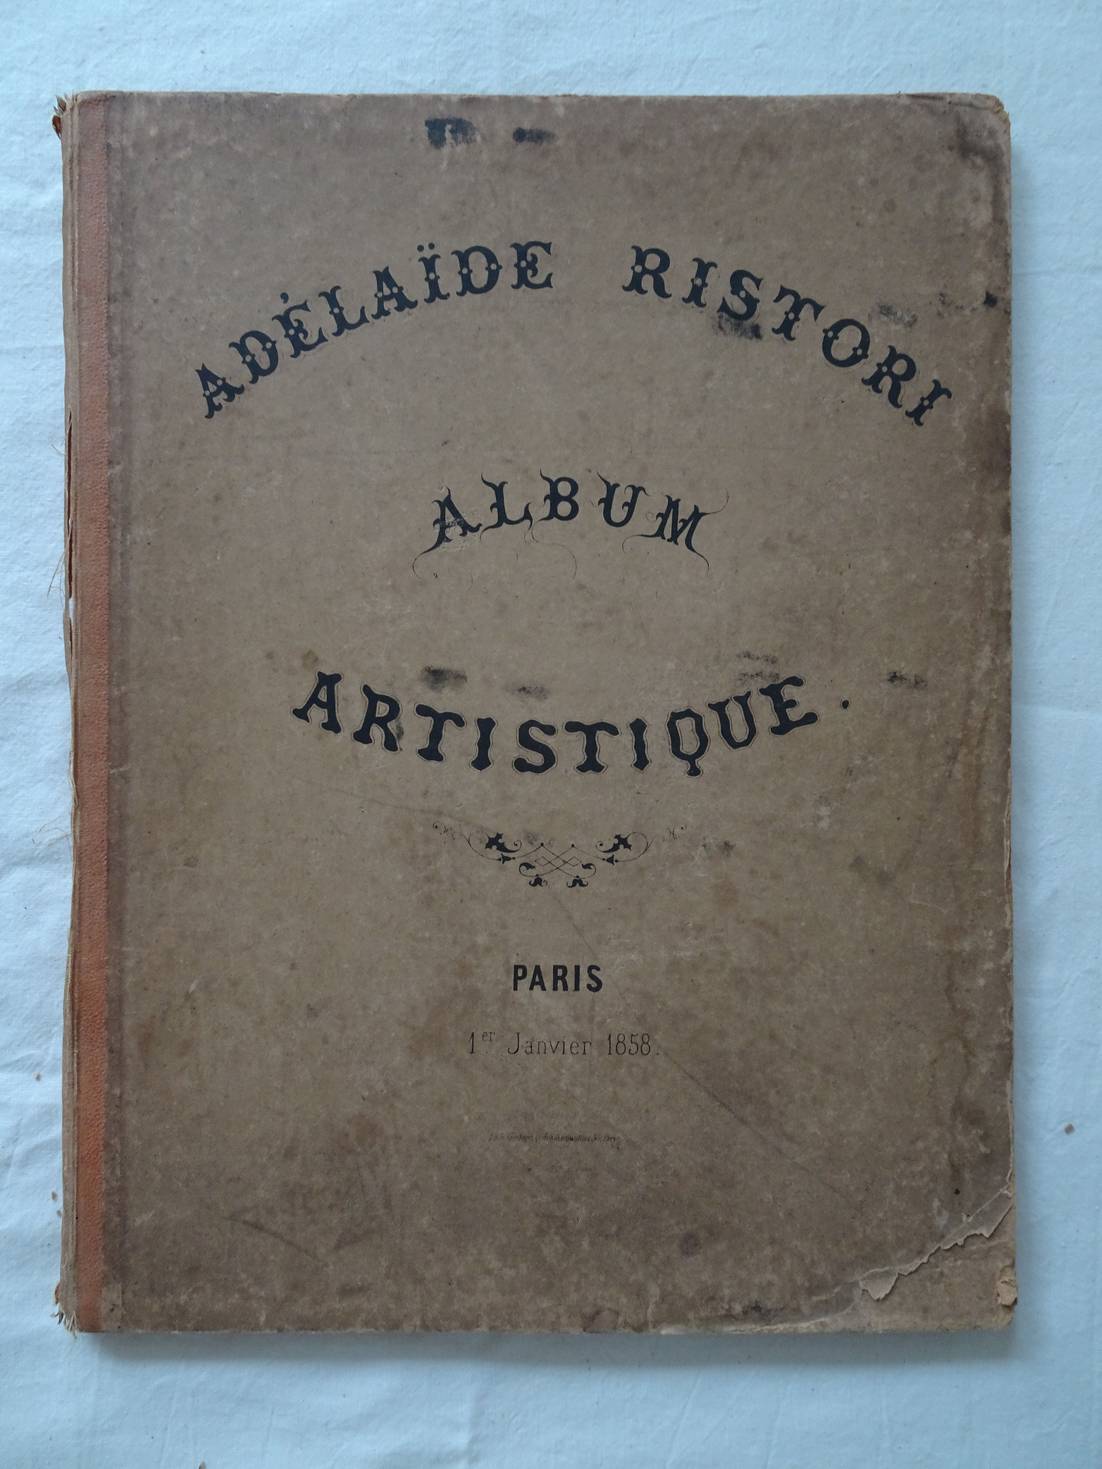 ADÉLAÏDE RISTORI
ALBUM
ARTISTIQUE.
PARIS
1er Janvier 1858.